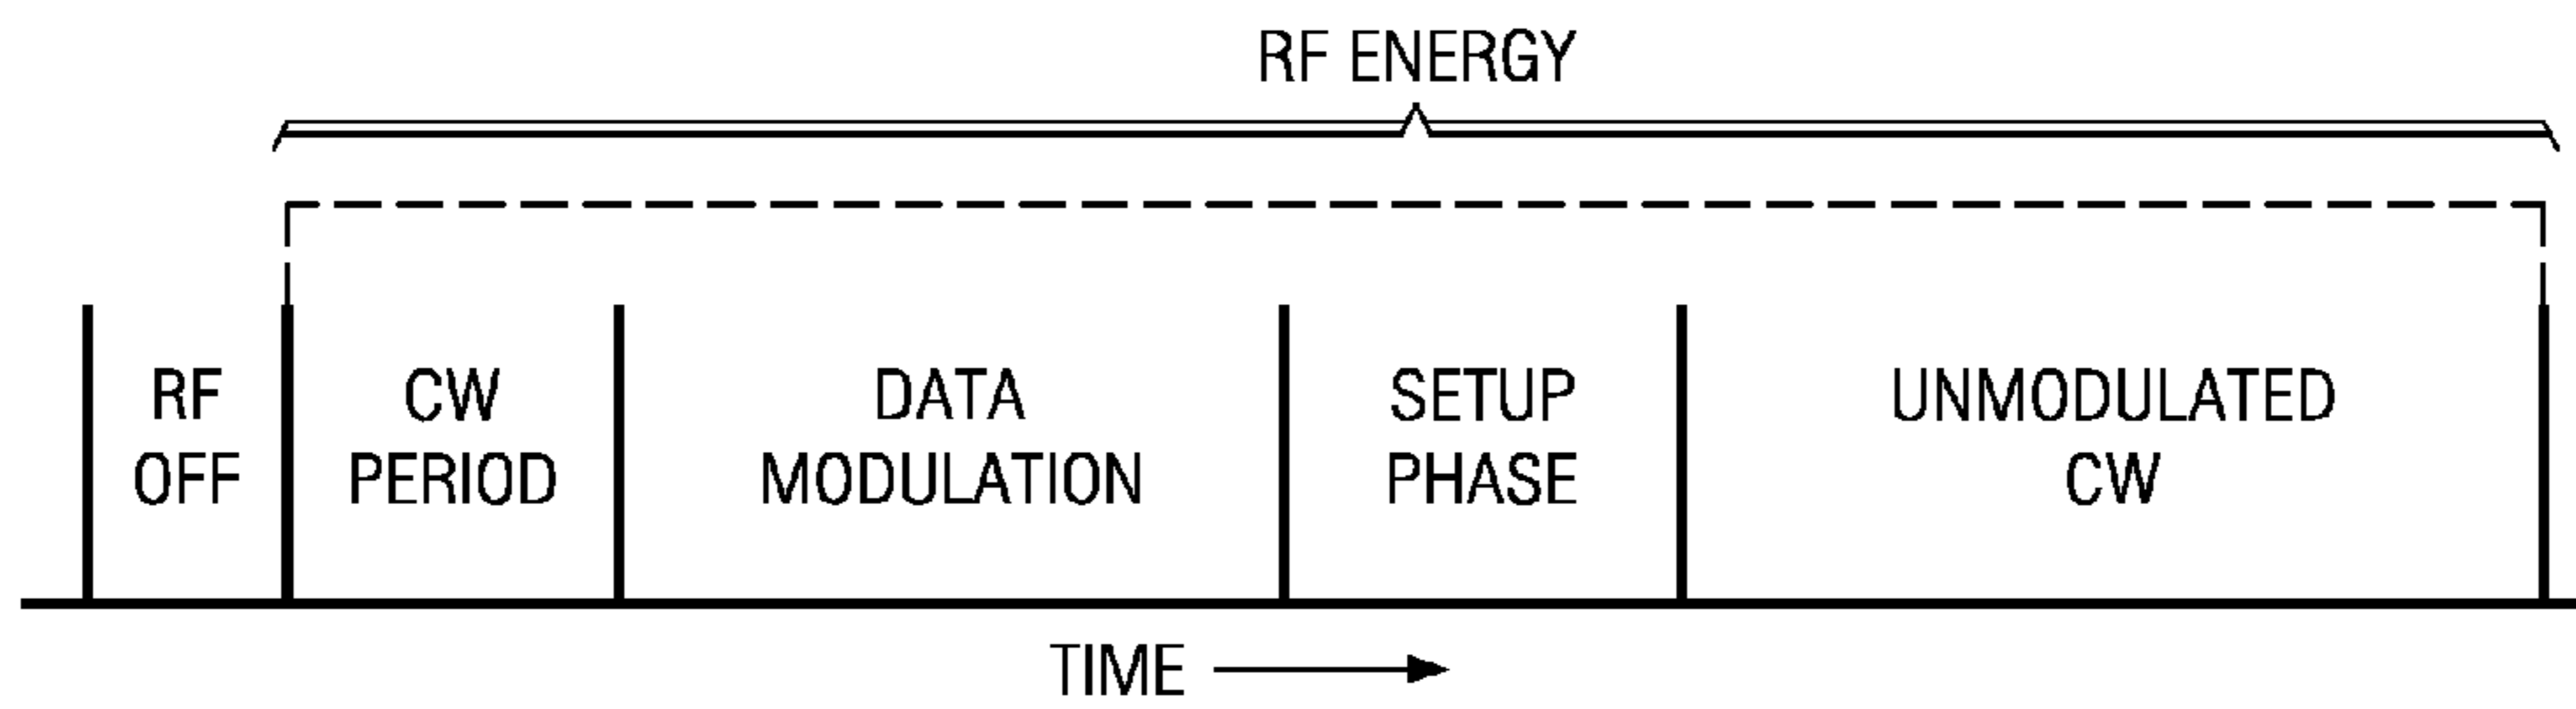 RF ENERGY
RF
OFF
CW
PERIOD
DATA
MODULATION
SETUP
PHASE
UNMODULATED
CW
TIME